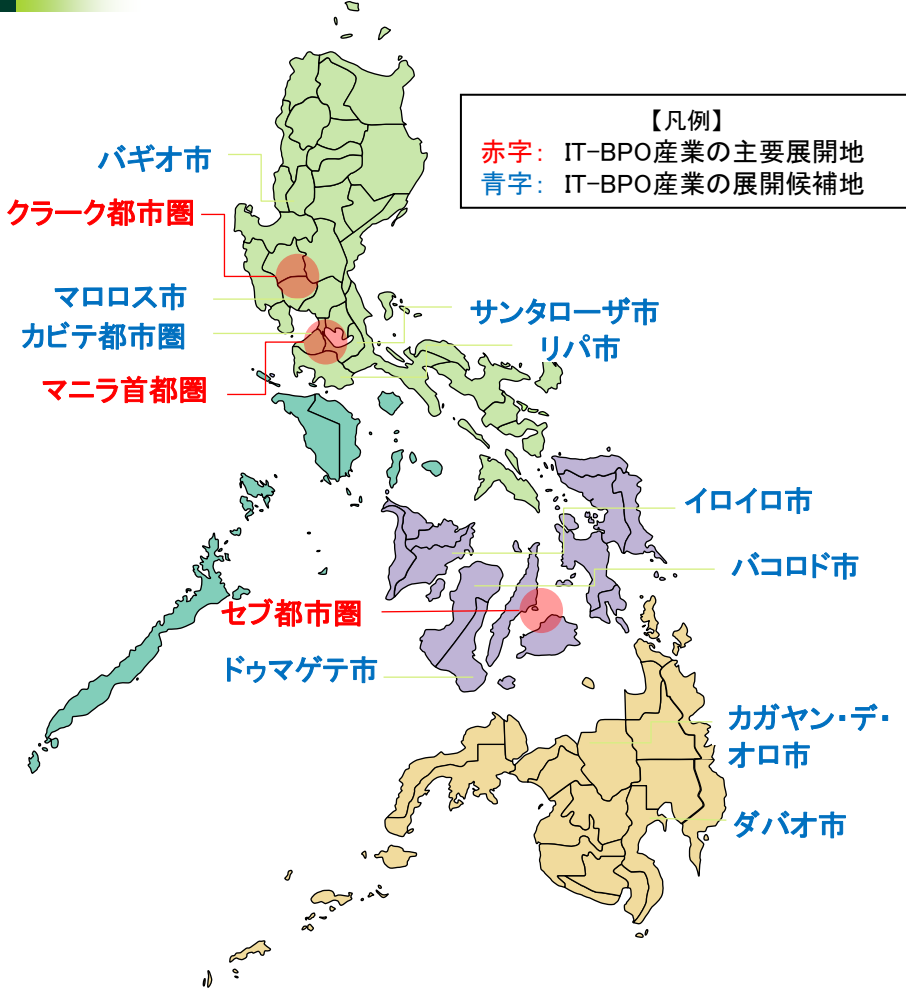 【凡例】
赤字： IT-BPO産業の主要展開地
青字： IT-BPO産業の展開候補地
バギオ市
クラーク都市圏
マロロス市
カビテ都市圏
マニラ首都圏
サンタローザ市
リパ市
イロイロ市
バコロド市
セブ都市圏
ドゥマゲテ市
カガヤン・デ・
オロ市
ダバオ市